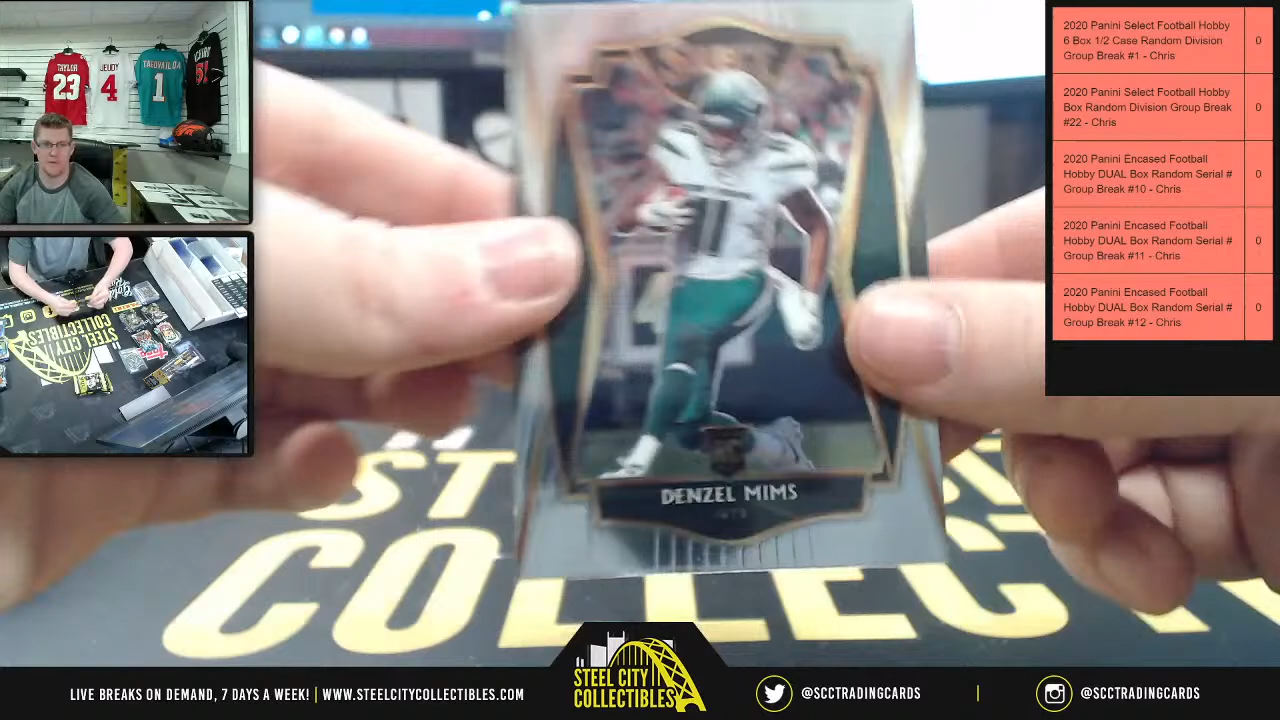 TAYLOR
23
JEUDY
4
TAGOVAILOA
1
51
STEEL CITY
COLLECTIBLES
2020 Panini Select Football Hobby
6 Box 1/2 Case Random Division
Group Break #1 - Chris
0
2020 Panini Select Football Hobby
Box Random Division Group Break
#22 - Chris
0
2020 Panini Encased Football
Hobby DUAL Box Random Serial #
Group Break #10 - Chris
0
2020 Panini Encased Football
Hobby DUAL Box Random Serial #
Group Break #11 - Chris
0
2020 Panini Encased Football
Hobby DUAL Box Random Serial #
Group Break #12 - Chris
0
11
DENZEL MIMS
JETS
ST
COLLECT
LIVE BREAKS ON DEMAND, 7 DAYS A WEEK! | WWW.STEELCITYCOLLECTIBLES.COM
STEEL CITY
COLLECTIBLES
@SCCTRADINGCARDS
|
@SCCTRADINGCARDS